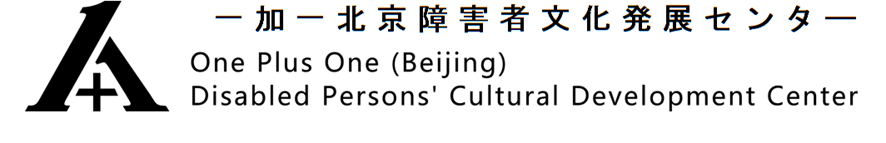 一加一北京障害者文化発展センター
One Plus One (Beijing)
Disabled Persons' Cultural Development Center